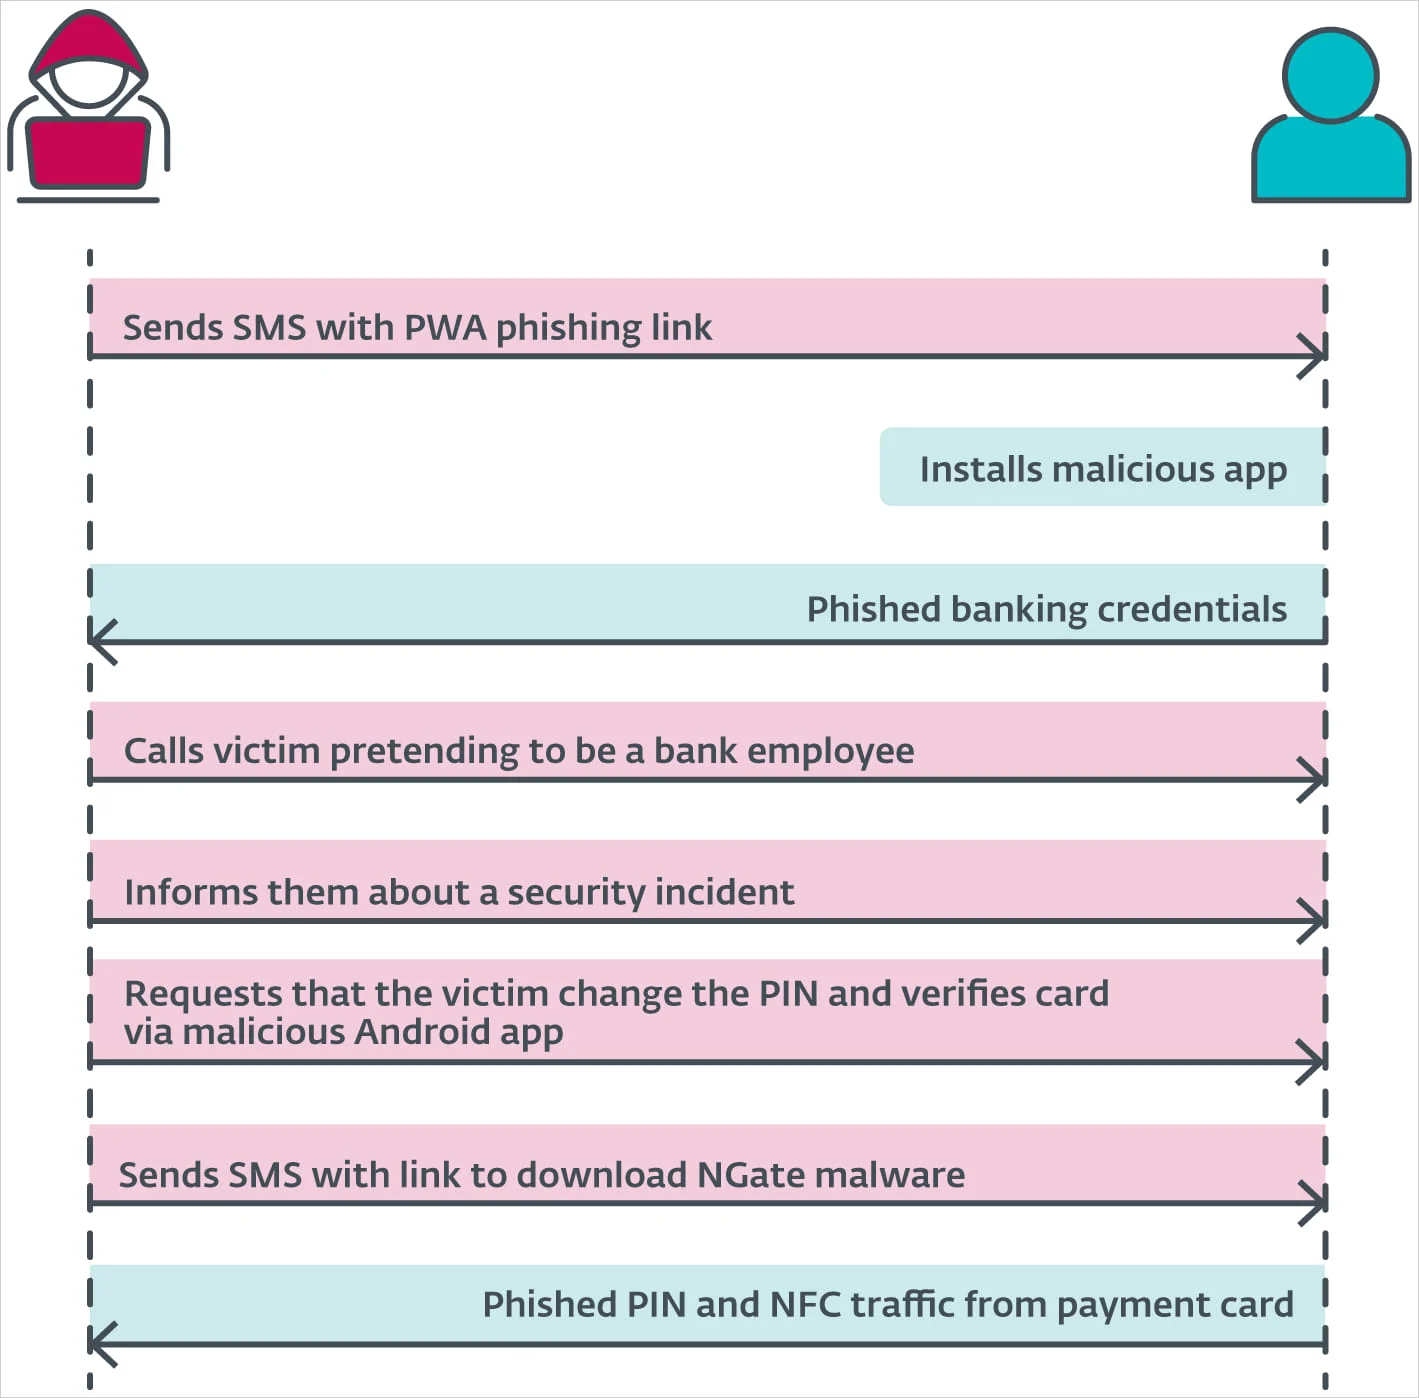 Sends SMS with PWA phishing link
Installs malicious app
Phished banking credentials
Calls victim pretending to be a bank employee
Informs them about a security incident
Requests that the victim change the PIN and verifies card
via malicious Android app
Sends SMS with link to download NGate malware
Phished PIN and NFC traffic from payment card